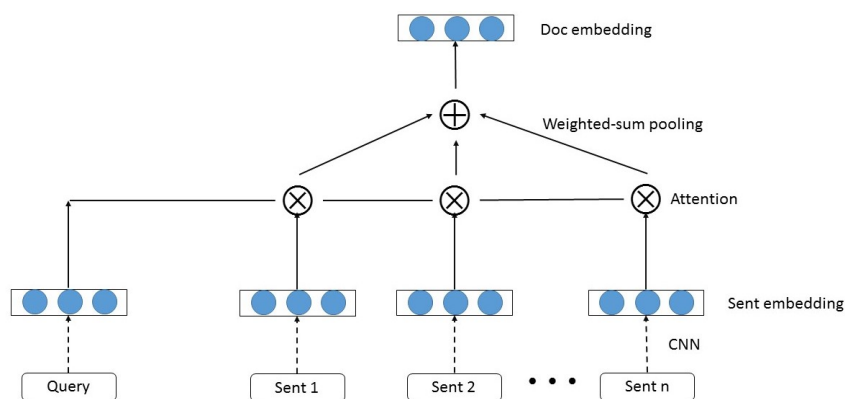 Doc embedding
Weighted-sum pooling
Attention
Sent embedding
CNN
Query
Sent 1
Sent 2
Sent n